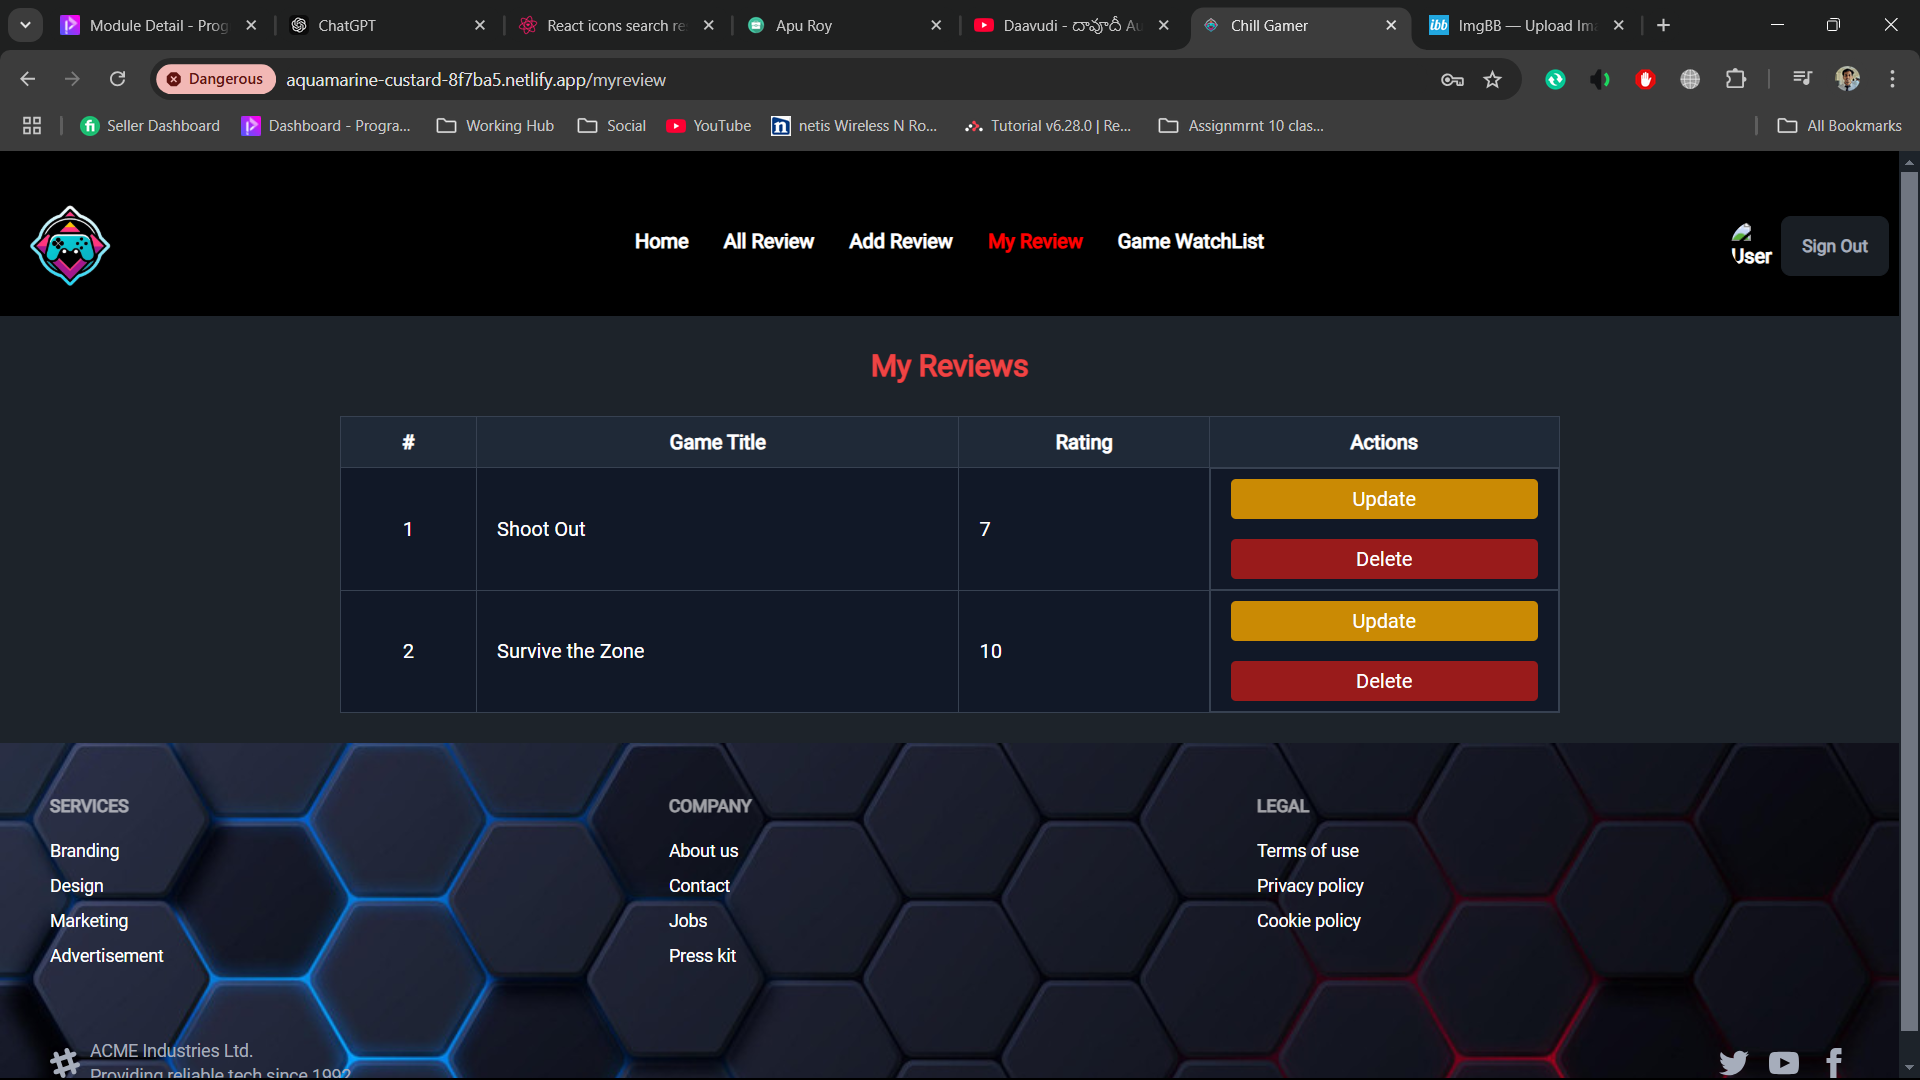 Module Detail - Prog
ChatGPT
React icons search re
Apu Roy
Daavudi - దావూదీ Au
Chill Gamer
ibb ImgBB — Upload Im
Dangerous aquamarine-custard-8f7ba5.netlify.app/myreview
Seller Dashboard
Dashboard - Progra...
Working Hub
Social
YouTube
netis Wireless N Ro...
Tutorial v6.28.0 | Re...
Assignmrnt 10 clas...
All Bookmarks
Home
All Review
Add Review
My Review
Game WatchList
User
Sign Out
My Reviews
# Game Title Rating Actions
1 Shoot Out 7 Update
Delete
2 Survive the Zone 10 Update
Delete
SERVICES
Branding
Design
Marketing
Advertisement
COMPANY
About us
Contact
Jobs
Press kit
LEGAL
Terms of use
Privacy policy
Cookie policy
ACME Industries Ltd.
Providing reliable tech since 1992